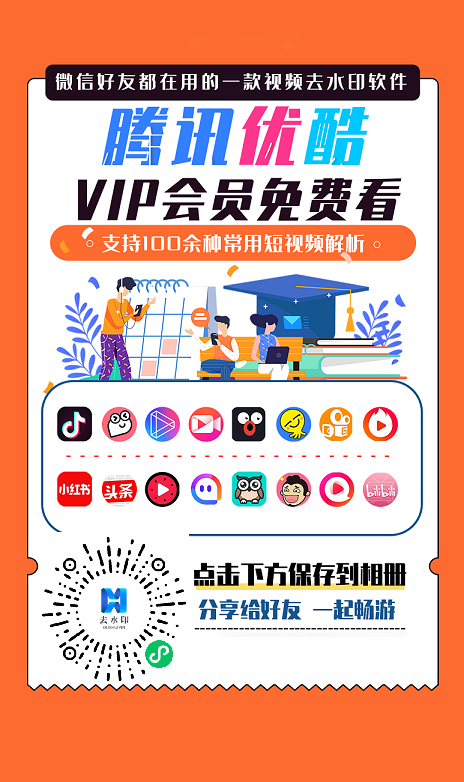 微信好友都在用的一款视频去水印软件
腾讯优酷
VIP会员免费看
支持100余种常用短视频解析
小红书
头条
bilibili
点击下方保存到相册
分享给好友 一起畅游
去水印